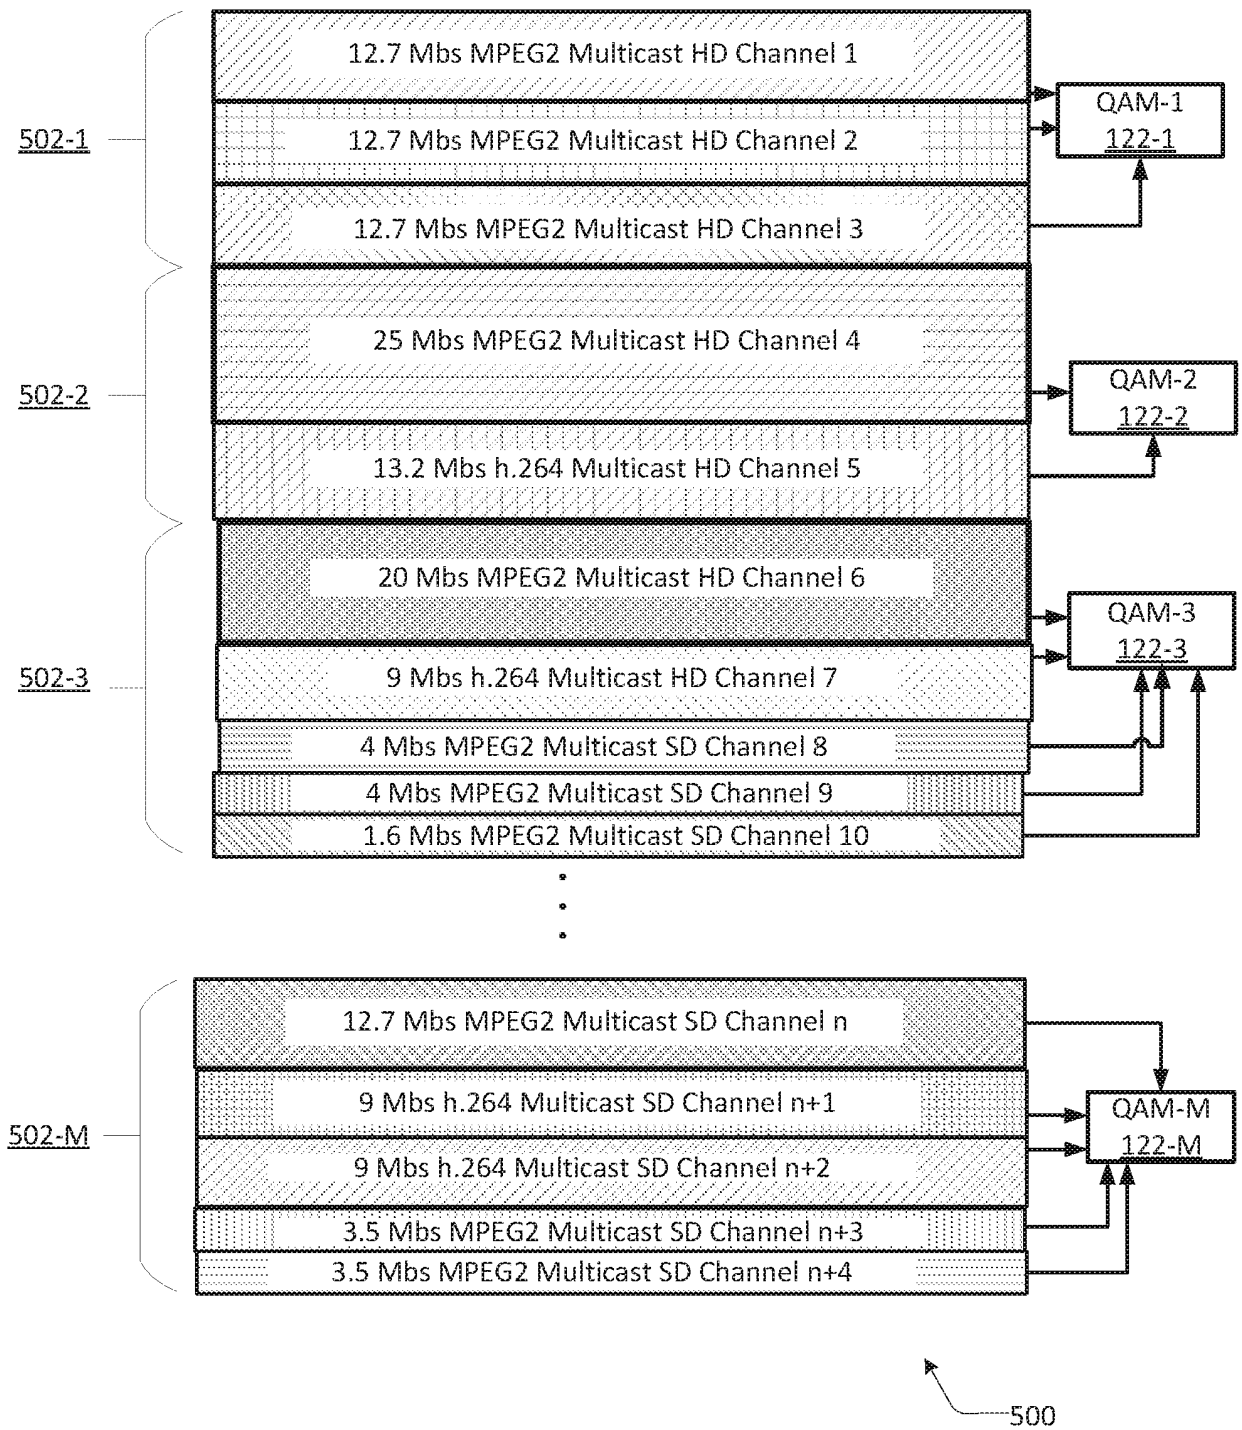 12.7 Mbs MPEG2 Multicast HD Channel 1
QAM-1
122-1
502-1
12.7 Mbs MPEG2 Multicast HD Channel 2
12.7 Mbs MPEG2 Multicast HD Channel 3
25 Mbs MPEG2 Multicast HD Channel 4
QAM-2
122-2
502-2
13.2 Mbs h.264 Multicast HD Channel 5
20 Mbs MPEG2 Multicast HD Channel 6
QAM-3
122-3
502-3
9 Mbs h.264 Multicast HD Channel 7
4 Mbs MPEG2 Multicast SD Channel 8
4 Mbs MPEG2 Multicast SD Channel 9
1.6 Mbs MPEG2 Multicast SD Channel 10
12.7 Mbs MPEG2 Multicast SD Channel n
9 Mbs h.264 Multicast SD Channel n+1
QAM-M
122-M
502-M
9 Mbs h.264 Multicast SD Channel n+2
3.5 Mbs MPEG2 Multicast SD Channel n+3
3.5 Mbs MPEG2 Multicast SD Channel n+4
500